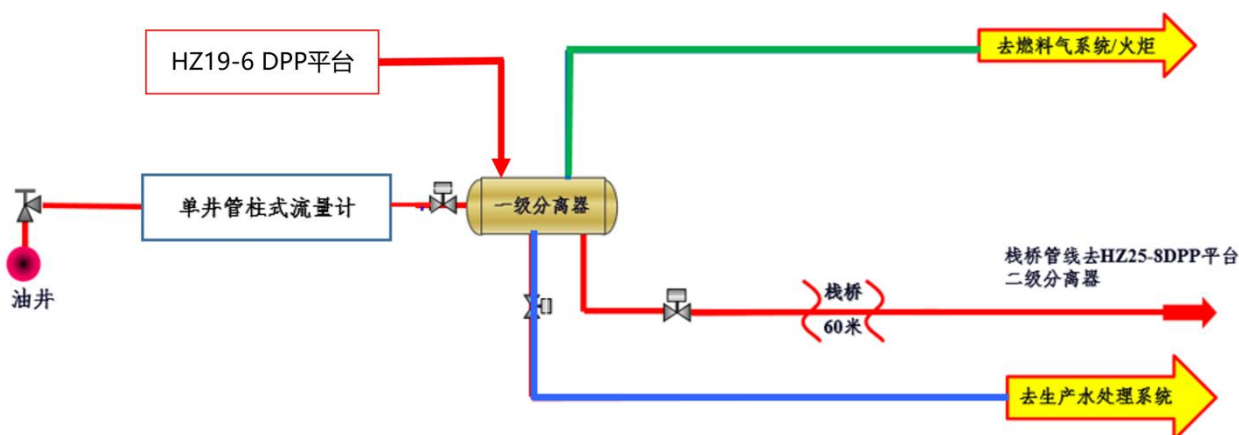 去燃料气系统/火炬
HZ19-6 DPP平台
单井管柱式流量计
一级分离器
油井
栈桥
60米
栈桥管线去HZ25-8DPP平台
二级分离器
去生产水处理系统